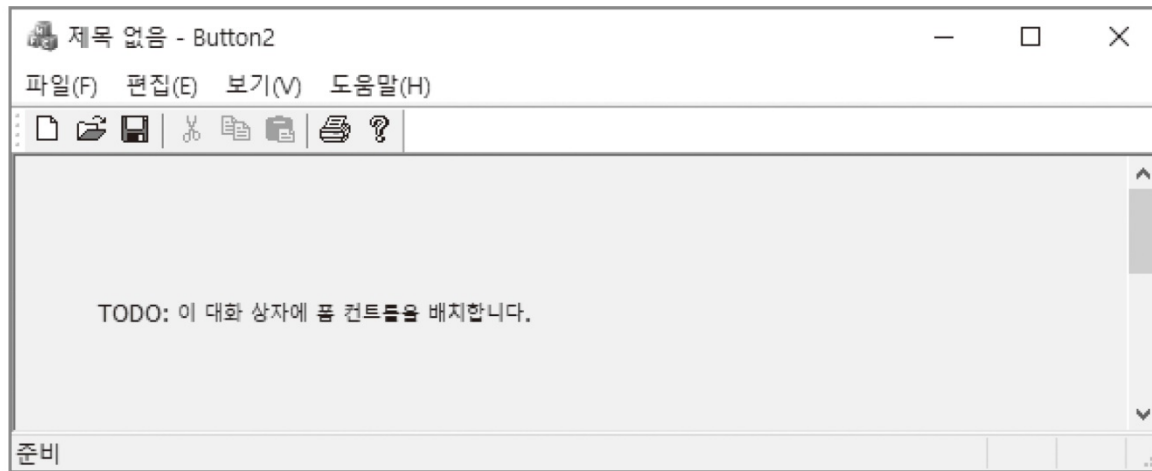 제목 없음 - Button2
파일(F) 편집(E) 보기(V) 도움말(H)
TODO: 이 대화 상자에 폼 컨트롤을 배치합니다.
준비